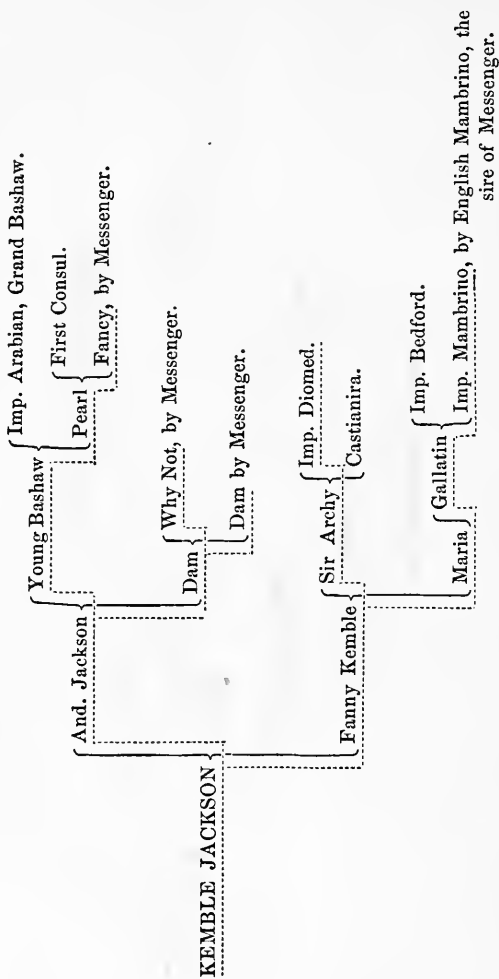 Imp. Arabian, Grand Bashaw.
Young Bashaw
First Consul.
Pearl
Fancy, by Messenger.
And. Jackson
Why Not, by Messenger.
Dam
Dam by Messenger.
KEMBLE JACKSON
Imp. Diomed.
Sir Archy
Castianira.
Fanny Kemble
Imp. Bedford.
Gallatin
Maria
Imp. Mambrino, by English Mambrino, the
sire of Messenger.